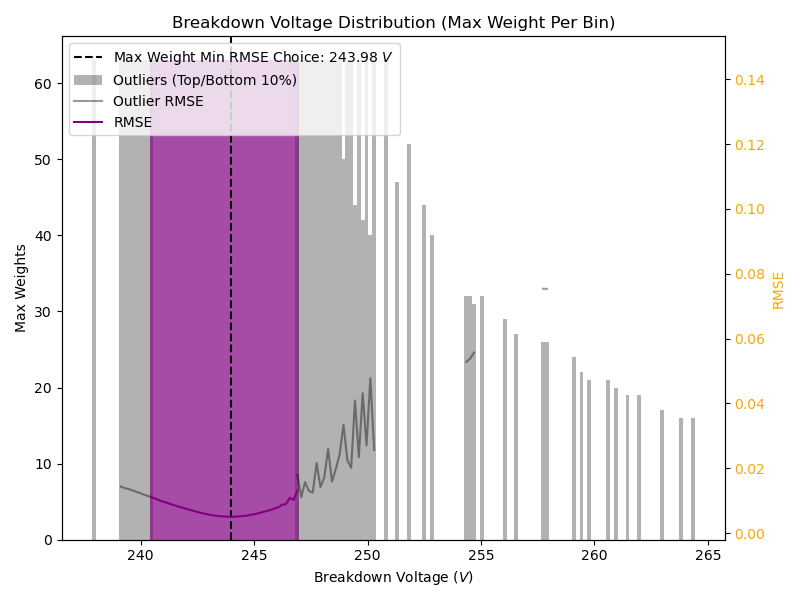 Breakdown Voltage Distribution (Max Weight Per Bin)
Max Weight Min RMSE Choice: 243.98 V
Outliers (Top/Bottom 10%)
Outlier RMSE
RMSE
Max Weights
60
50
40
30
20
10
0
0.14
0.12
0.10
0.08
0.06
0.04
0.02
0.00
RMSE
240
245
250
255
260
265
Breakdown Voltage (V)